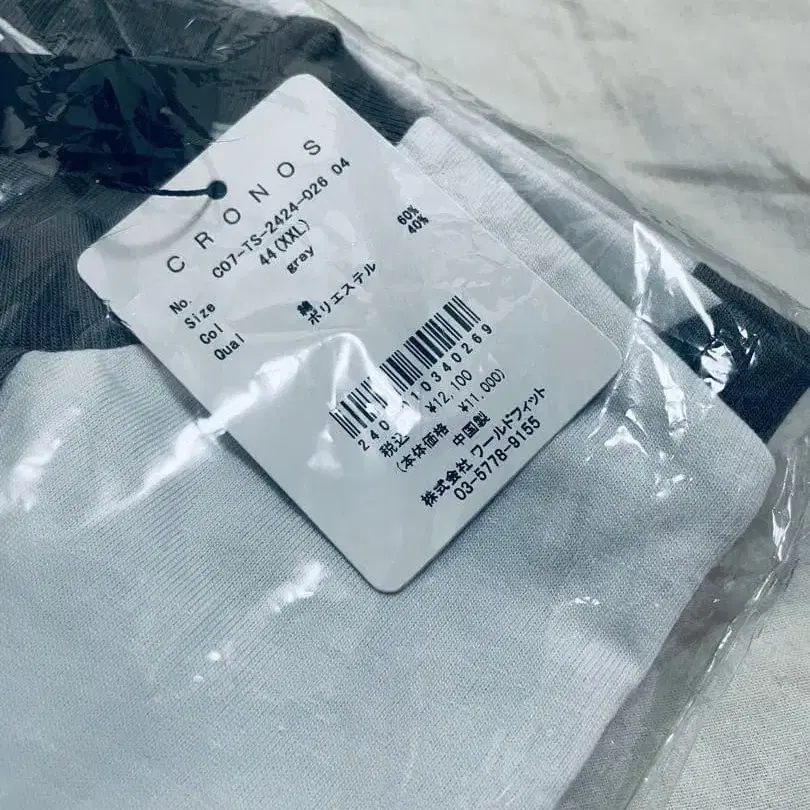 CRONOS
No. C07-TS-2424-026 04
Size 44(XXL)
Col gray
Qual 綿 60%
ポリエステル 40%
税込 ¥12,100
(本体価格 ¥11,000)
中国製
株式会社 ワールドフィット
03-5778-9155